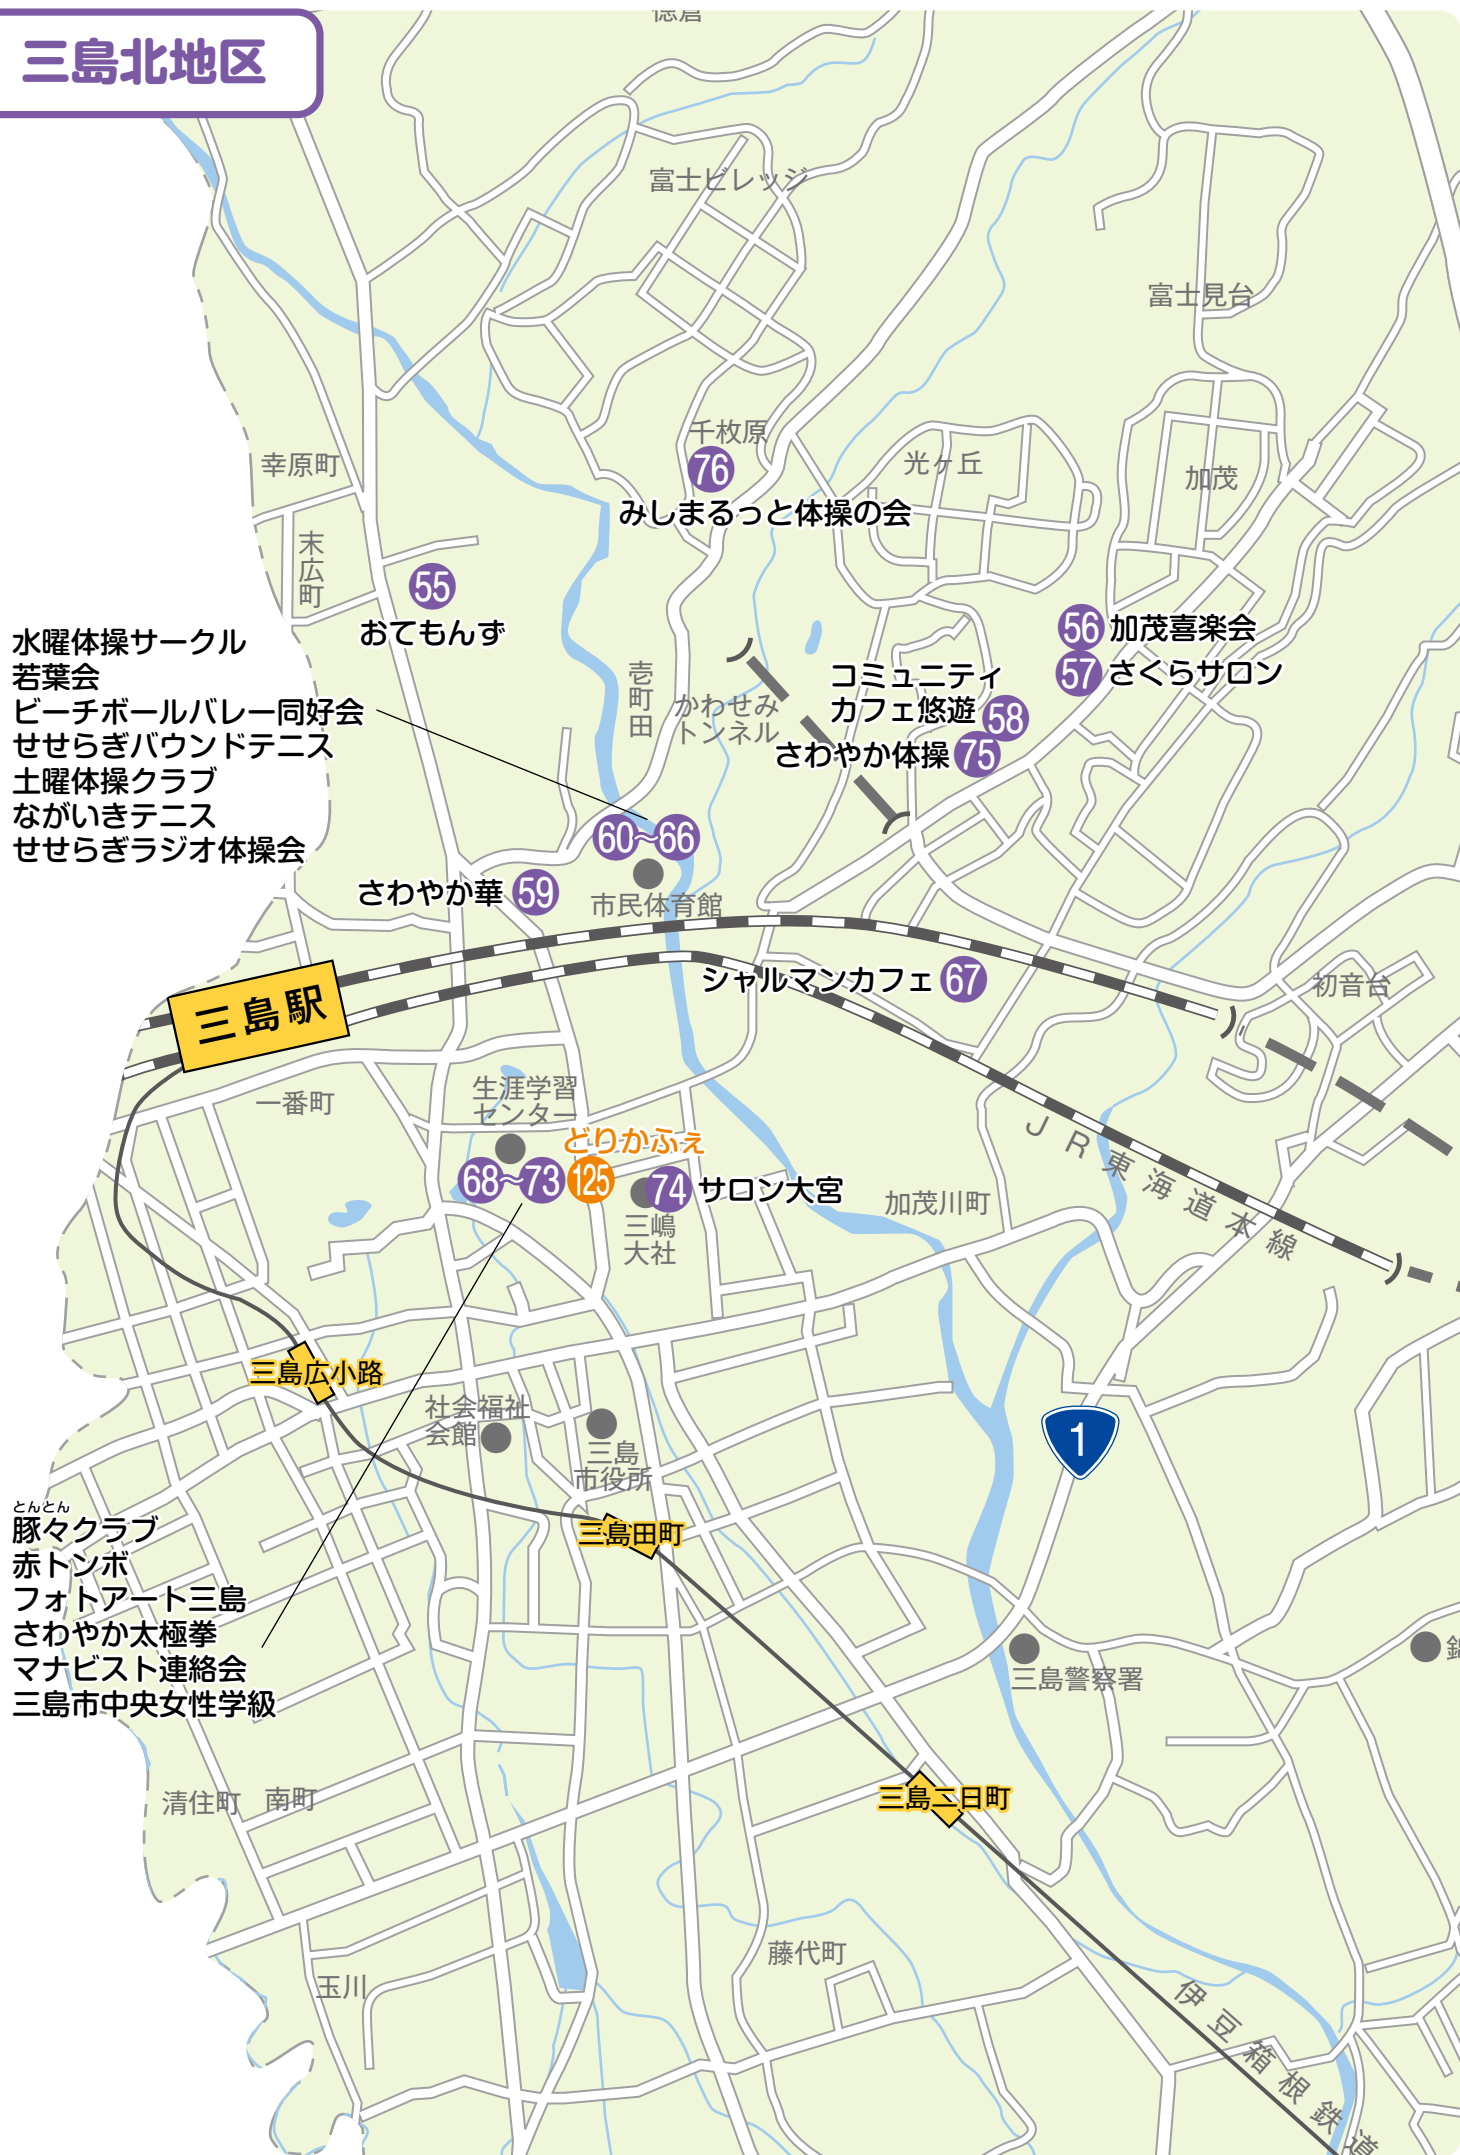 三島北地区
徳倉
富士ビレッジ
富士見台
千枚原
76
みしまるっと体操の会
光ヶ丘
加茂
幸原町
末広町
55
おてもんず
56 加茂喜楽会
57 さくらサロン
コミュニティ
カフェ悠遊 58
さわやか体操 75
壱町田
かわせみ
トンネル
水曜体操サークル
若葉会
ビーチボールバレー同好会
せせらぎバウンドテニス
土曜体操クラブ
ながいきテニス
せせらぎラジオ体操会
60～66
市民体育館
さわやか華 59
シャルマンカフェ 67
初音台
三島駅
一番町
生涯学習
センター
どりかふぇ
68～73
125
74 サロン大宮
三嶋
大社
加茂川町
JR東海道本線
三島広小路
社会福祉
会館
三島
市役所
1
三島田町
とんとん
豚々クラブ
赤トンボ
フォトアート三島
さわやか太極拳
マナビスト連絡会
三島市中央女性学級
三島警察署
三島二日町
清住町
南町
藤代町
玉川
伊豆箱根鉄道